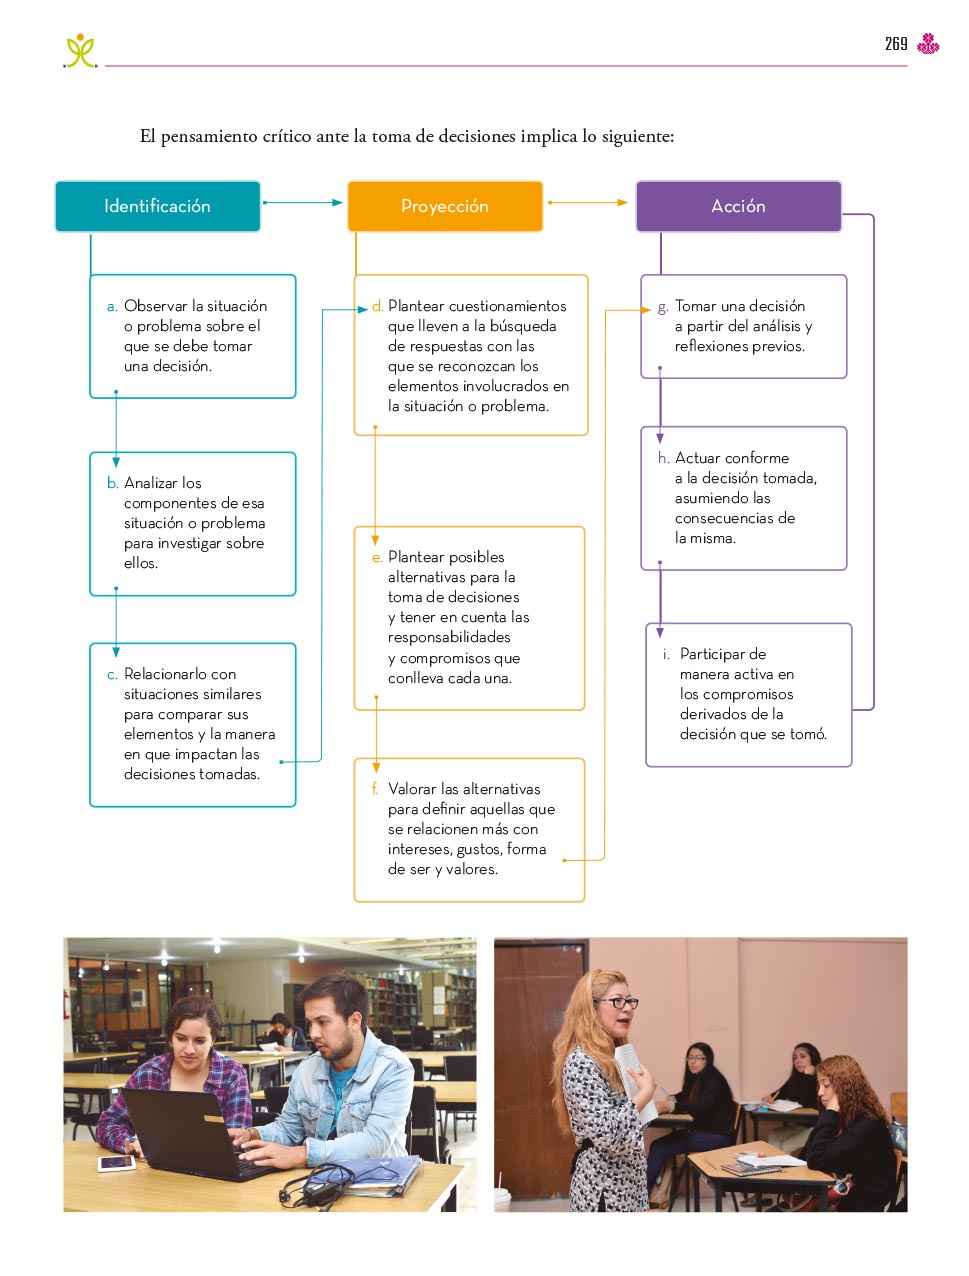 269
El pensamiento crítico ante la toma de decisiones implica lo siguiente:
Identificación
Proyección
Acción
a. Observar la situación
o problema sobre el
que se debe tomar
una decisión.
b. Analizar los
componentes de esa
situación o problema
para investigar sobre
ellos.
c. Relacionarlo con
situaciones similares
para comparar sus
elementos y la manera
en que impactan las
decisiones tomadas.
d. Plantear cuestionamientos
que lleven a la búsqueda
de respuestas con las
que se reconozcan los
elementos involucrados en
la situación o problema.
e. Plantear posibles
alternativas para la
toma de decisiones
y tener en cuenta las
responsabilidades
y compromisos que
conlleva cada una.
f. Valorar las alternativas
para definir aquellas que
se relacionen más con
intereses, gustos, forma
de ser y valores.
g. Tomar una decisión
a partir del análisis y
reflexiones previos.
h. Actuar conforme
a la decisión tomada,
asumiendo las
consecuencias de
la misma.
i. Participar de
manera activa en
los compromisos
derivados de la
decisión que se tomó.